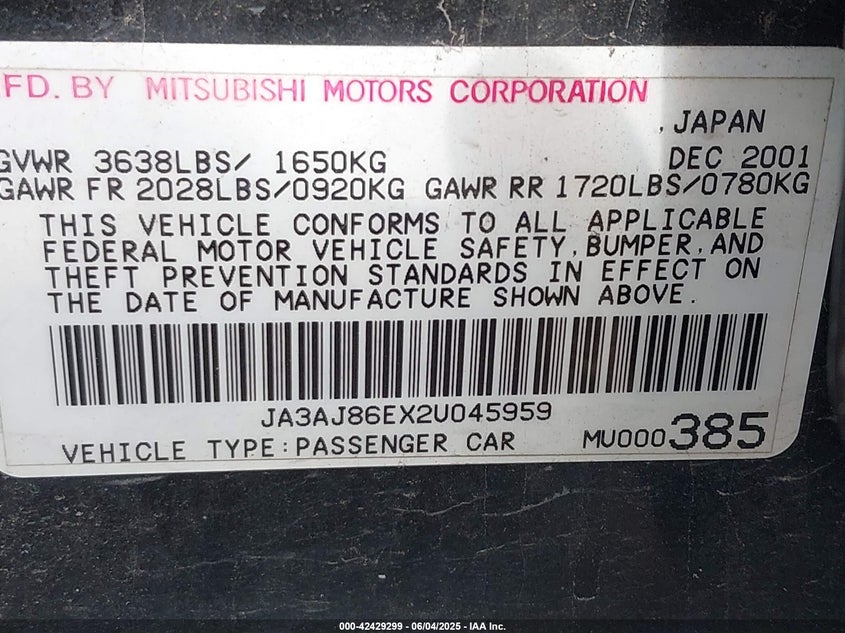 FD. BY MITSUBISHI MOTORS CORPORATION
, JAPAN
GVWR 3638LBS/ 1650KG DEC 2001
GAWR FR 2028LBS/0920KG GAWR RR 1720LBS/0780KG
THIS VEHICLE CONFORMS TO ALL APPLICABLE
FEDERAL MOTOR VEHICLE SAFETY, BUMPER, AND
THEFT PREVENTION STANDARDS IN EFFECT ON
THE DATE OF MANUFACTURE SHOWN ABOVE.
JA3AJ86EX2U045959
VEHICLE TYPE:PASSENGER CAR MU000385
000-42429299 - 06/04/2025 - IAA Inc.